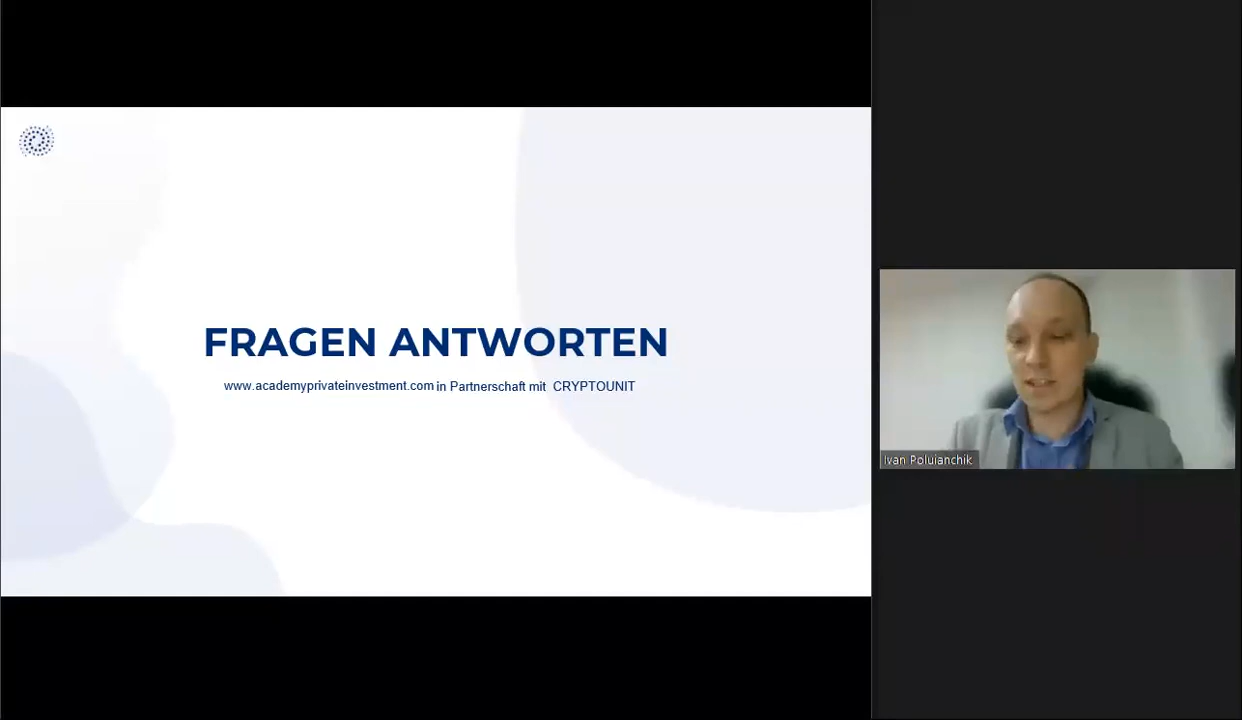 FRAGEN ANTWORTEN
www.academyprivateinvestment.com in Partnerschaft mit CRYPTOUNIT
Ivan Poluianchik